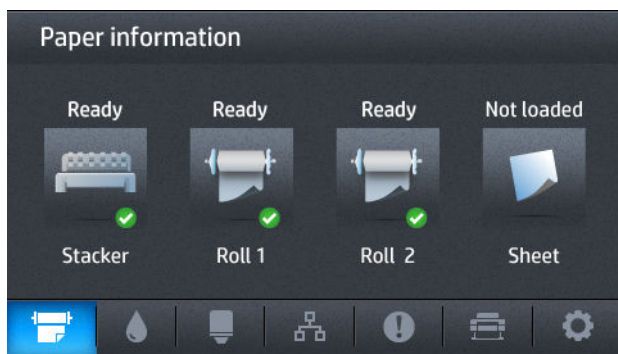 Paper information
Ready Ready Ready Not loaded
Stacker Roll 1 Roll 2 Sheet